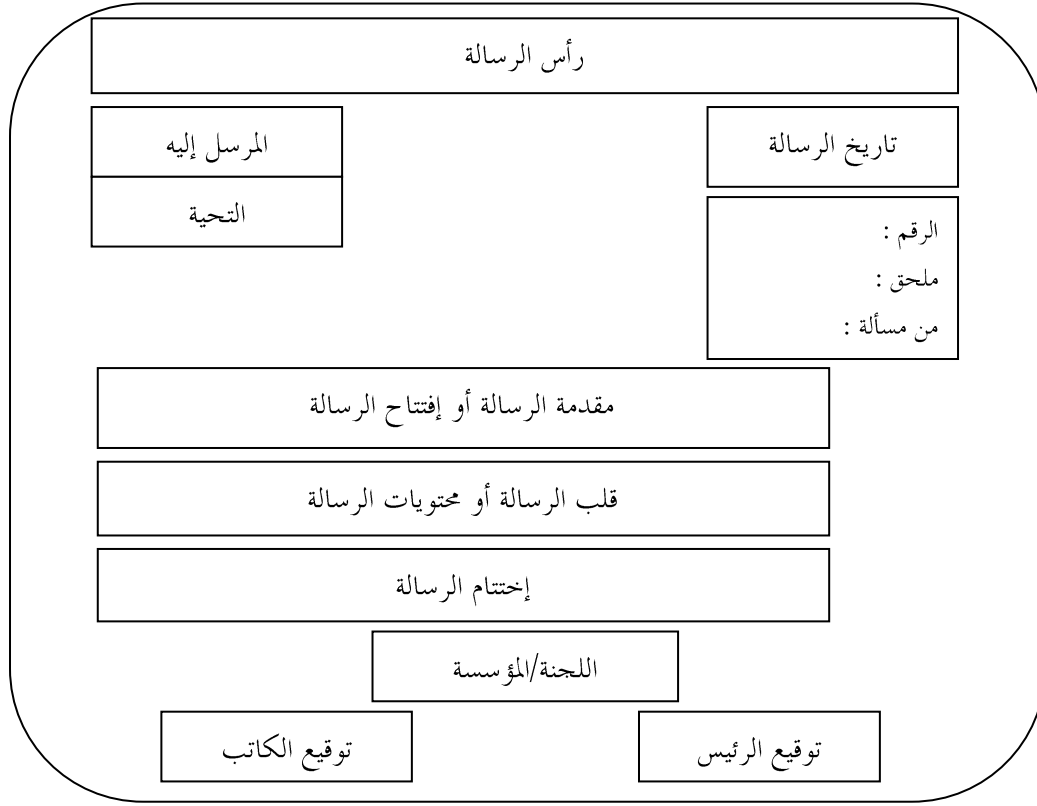 رأس الرسالة
تاريخ الرسالة
المرسل إليه
التحية
الرقم :
ملحق :
من مسألة :
مقدمة الرسالة أو إفتتاح الرسالة
قلب الرسالة أو محتويات الرسالة
إختتام الرسالة
اللجنة/المؤسسة
توقيع الرئيس
توقيع الكاتب